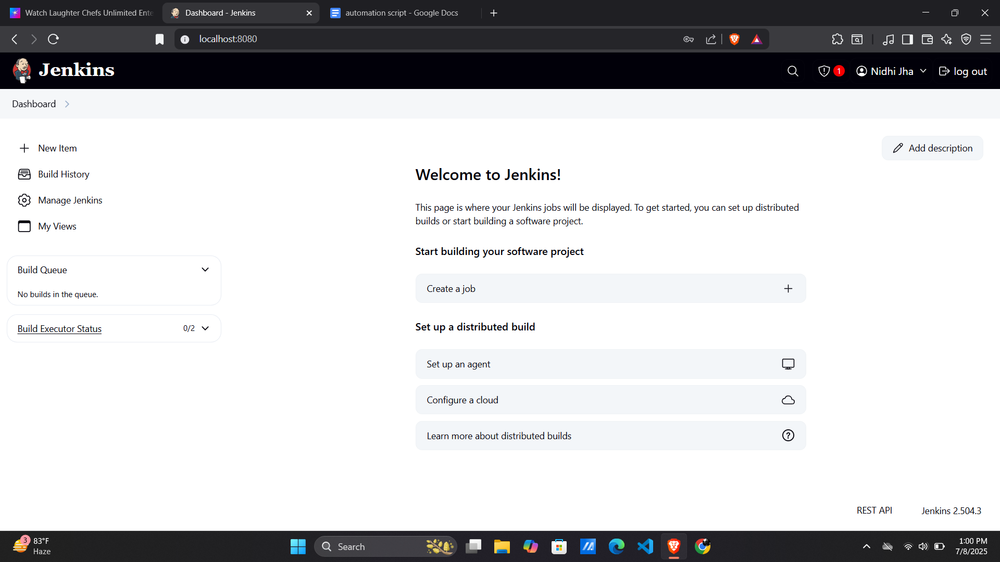 Watch Laughter Chefs Unlimited Ente
Dashboard - Jenkins
automation script - Google Docs
localhost:8080
Jenkins
1
Nidhi Jha
log out
Dashboard
New Item
Build History
Manage Jenkins
My Views
Build Queue
No builds in the queue.
Build Executor Status
0/2
Add description
Welcome to Jenkins!
This page is where your Jenkins jobs will be displayed. To get started, you can set up distributed
builds or start building a software project.
Start building your software project
Create a job
Set up a distributed build
Set up an agent
Configure a cloud
Learn more about distributed builds
REST API
Jenkins 2.504.3
3
83°F
Haze
Search
1:00 PM
7/8/2025